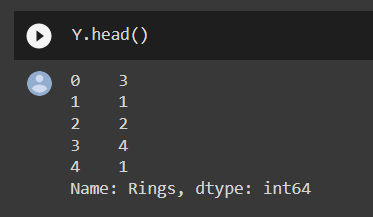 Y.head()
0    3
1    1
2    2
3    4
4    1
Name: Rings, dtype: int64